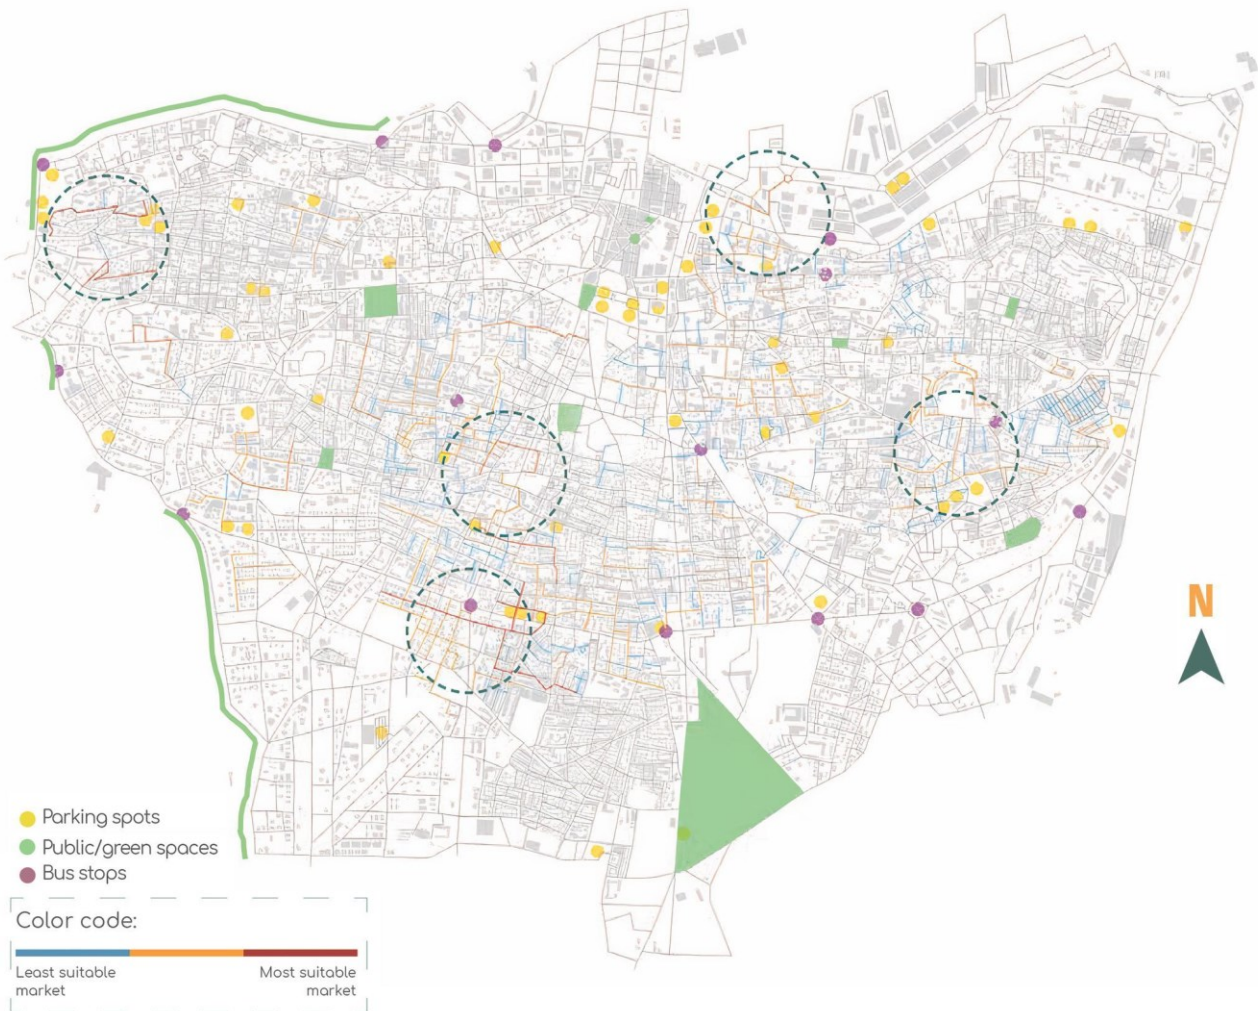 N
Parking spots
Public/green spaces
Bus stops
Color code:
Least suitable
market
Most suitable
market